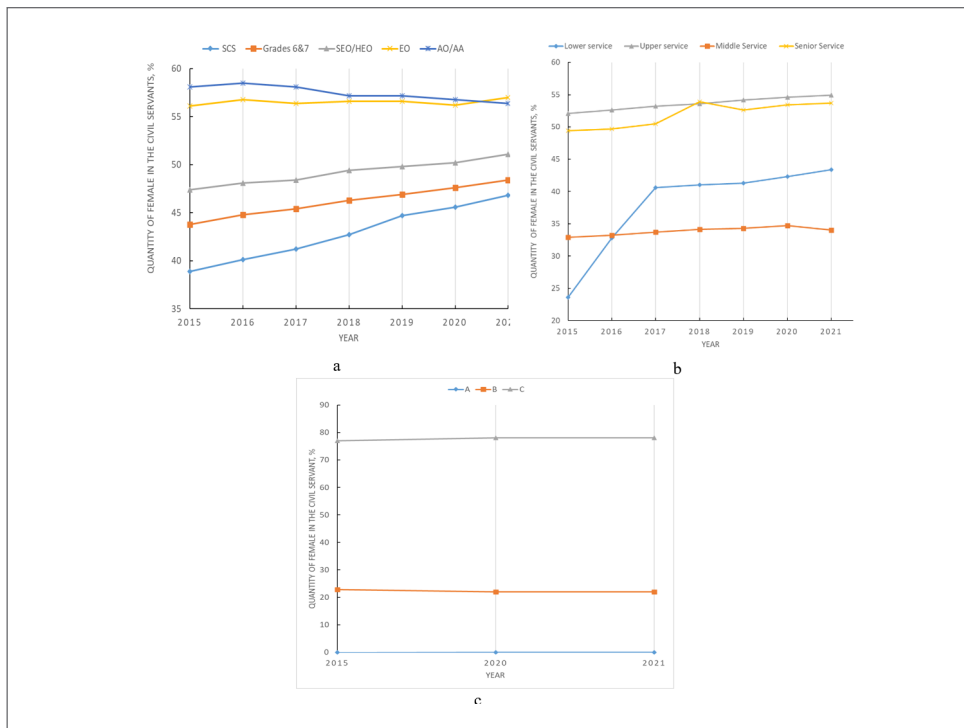 SCS Grades 6&7 SEO/HEO EO AO/AA
QUANTITY OF FEMALE IN THE CIVIL SERVANTS, %
60
55
50
45
40
35
2015 2016 2017 2018 2019 2020 202
YEAR
a
Lower service Upper service Middle Service Senior Service
QUANTITY OF FEMALE IN THE CIVIL SERVANTS, %
60
55
50
45
40
35
30
25
20
2015 2016 2017 2018 2019 2020 2021
YEAR
b
A B C
QUANTITY OF FEMALE IN THE CIVIL SERVANT, %
90
80
70
60
50
40
30
20
10
0
2015 2020 2021
YEAR
c